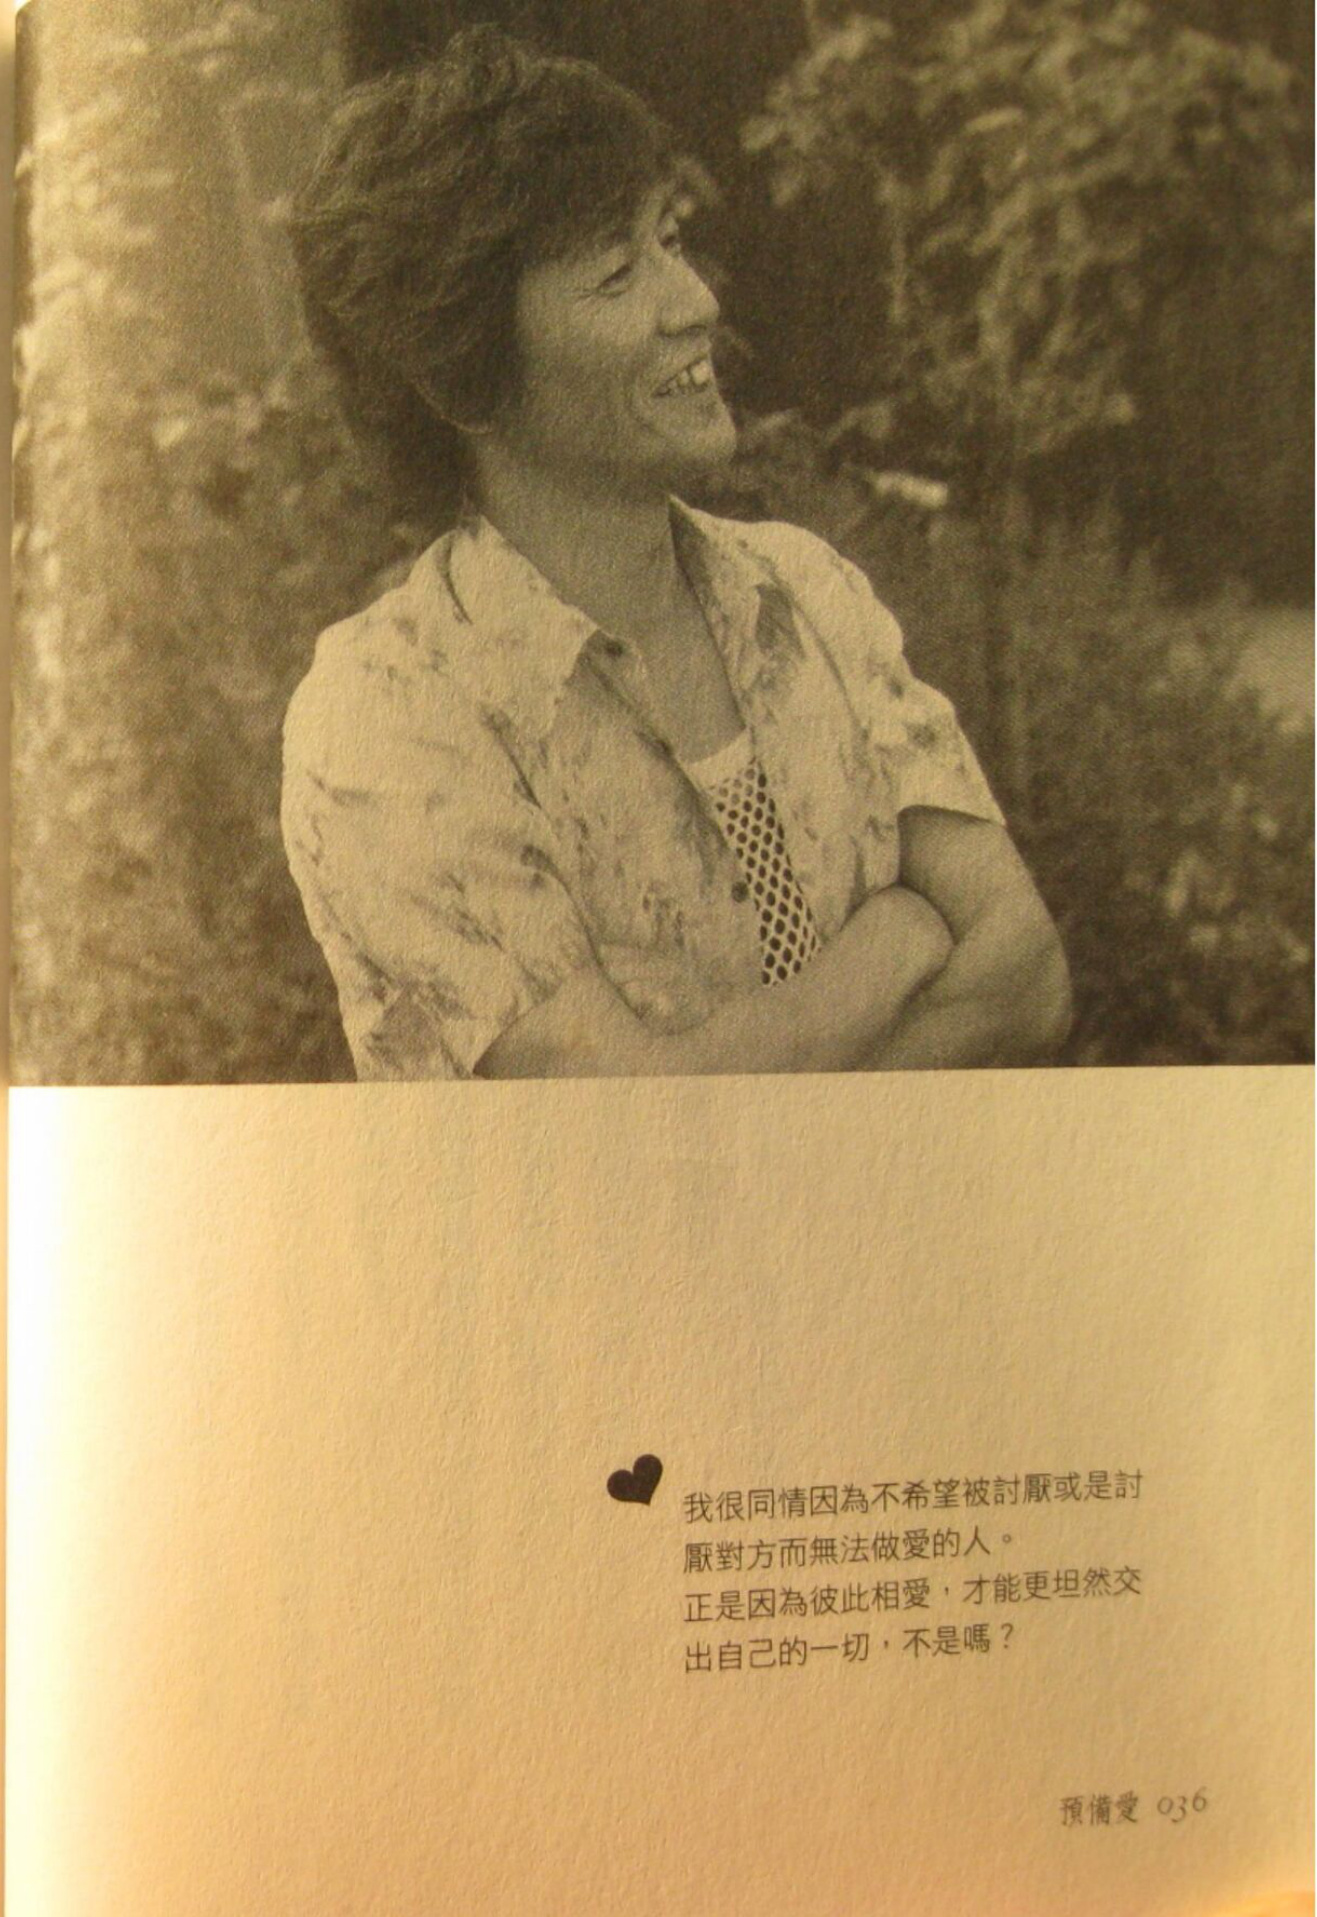 我很同情因為不希望被討厭或是討
厭對方而無法做愛的人。
正是因為彼此相愛，才能更坦然交
出自己的一切，不是嗎？
預備愛 036